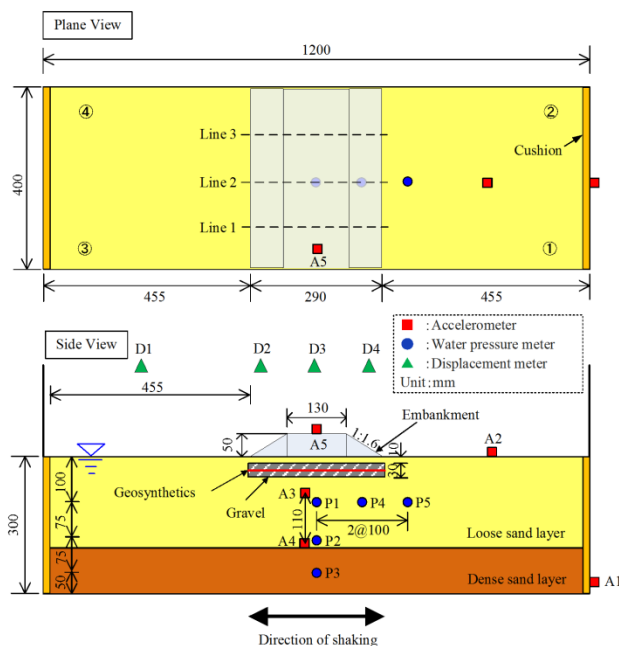 Plane View
1200
④
②
Line 3
Cushion
400
Line 2
Line 1
③
①
A5
455
290
455
: Accelerometer
: Water pressure meter
: Displacement meter
Unit : mm
Side View
D1
D2
D3
D4
455
130
Embankment
50
A5
1:1.6
10
A2
30
100
Geosynthetics
Gravel
A3
P1
P4
P5
300
75
110
2@100
Loose sand layer
A4
P2
75
P3
50
Dense sand layer
A1
Direction of shaking